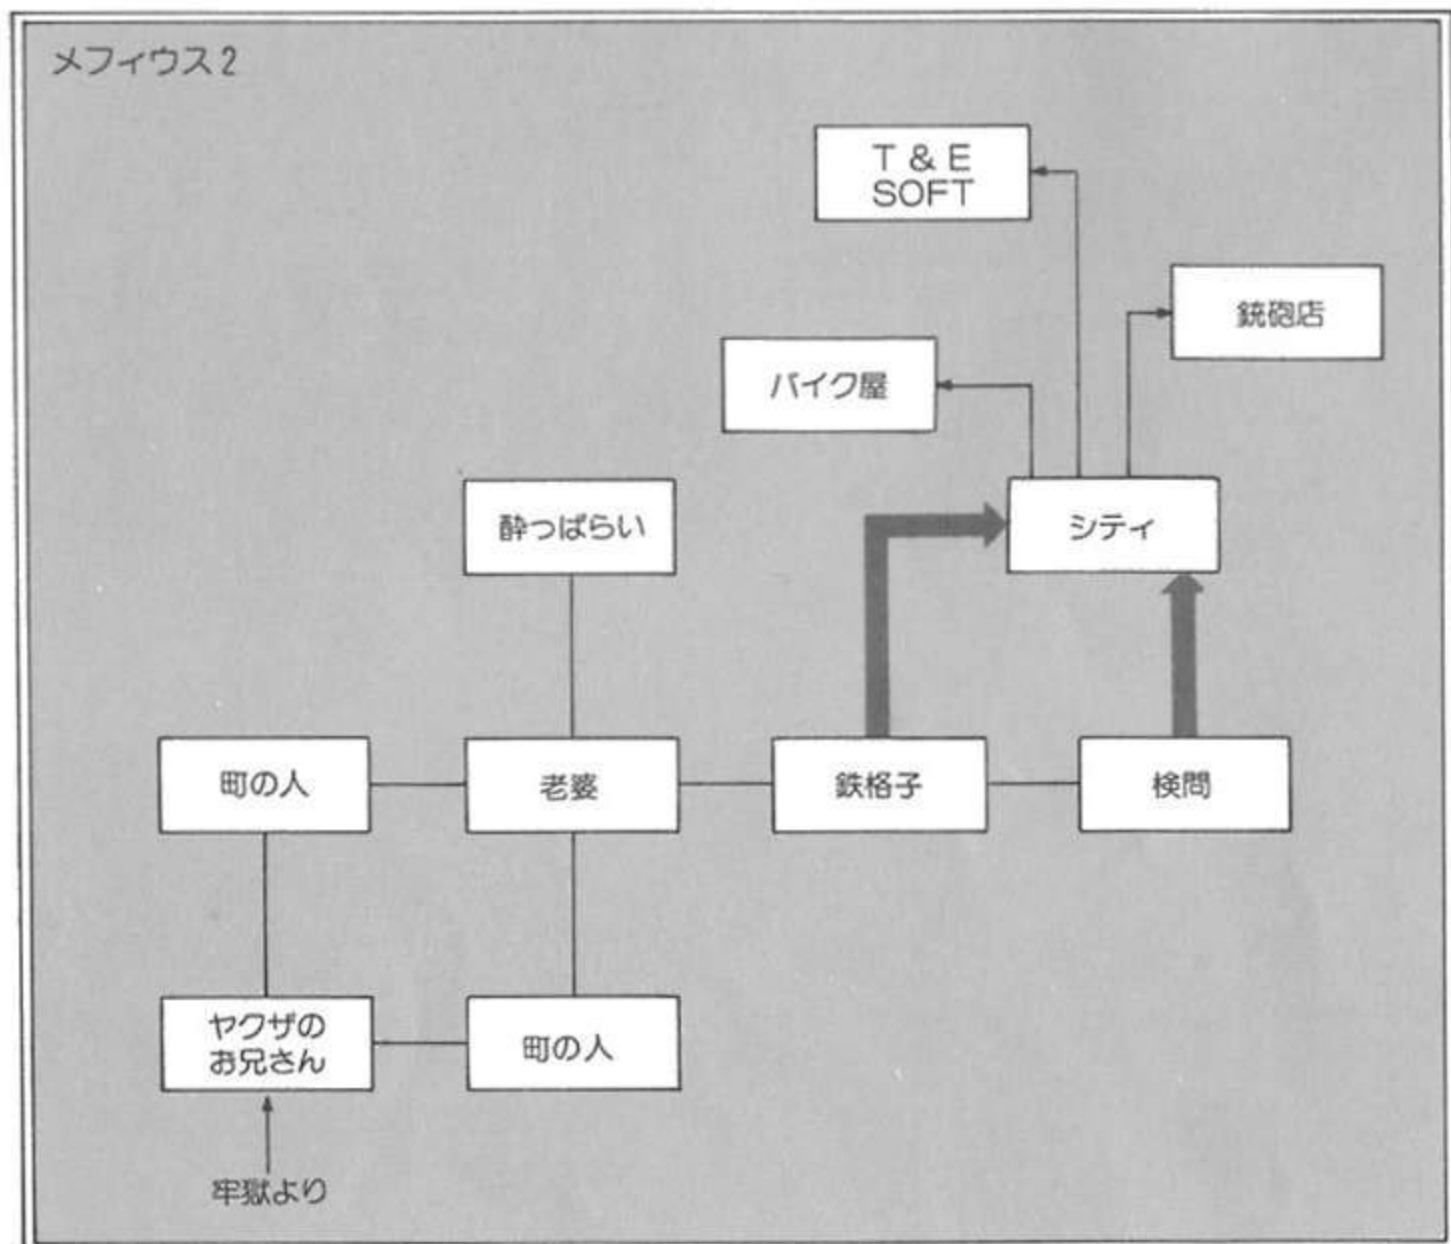 メフィウス2
T & E
SOFT
銃砲店
バイク屋
酔っぱらい
シティ
町の人
老婆
鉄格子
検問
ヤクザの
お兄さん
町の人
牢獄より